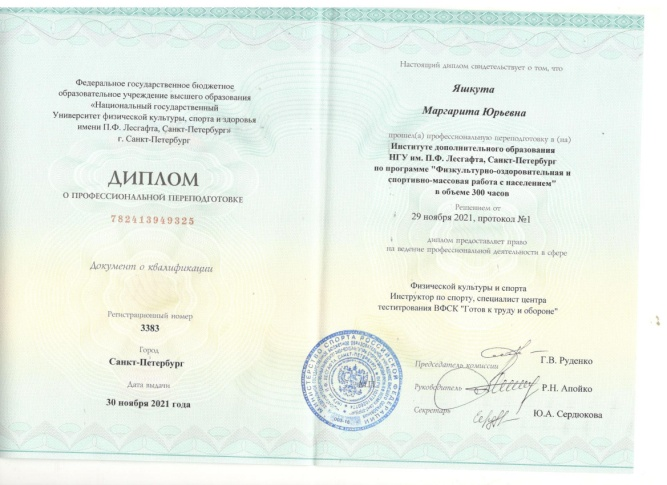 Федеральное государственное бюджетное
образовательное учреждение высшего образования
«Национальный государственный
Университет физической культуры, спорта и здоровья
имени П.Ф. Лесгафта, Санкт-Петербург»
г. Санкт-Петербург
ДИПЛОМ
О ПРОФЕССИОНАЛЬНОЙ ПЕРЕПОДГОТОВКЕ
782413949325
Документ о квалификации
Регистрационный номер
3383
Город
Санкт-Петербург
Дата выдачи
30 ноября 2021 года
Настоящий диплом свидетельствует о том, что
Яшкута
Маргарита Юрьевна
прошел(а) профессиональную переподготовку в (на)
Институте дополнительного образования
НГУ им. П.Ф. Лесгафта, Санкт-Петербург
по программе "Физкультурно-оздоровительная и
спортивно-массовая работа с населением"
в объеме 300 часов
Решением от
29 ноября 2021, протокол №1
диплом предоставляет право
на ведение профессиональной деятельности в сфере
Физической культуры и спорта
Инструктор по спорту, специалист центра
теститрования ВФСК "Готов к труду и обороне"
Председатель комиссии Г.В. Руденко
Руководитель Р.Н. Апойко
Секретарь Ю.А. Сердюкова
МИНИСТЕРСТВО СПОРТА РОССИЙСКОЙ ФЕДЕРАЦИИ